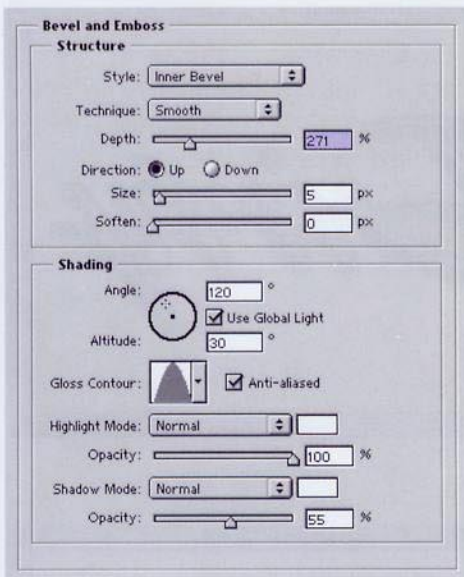 Bevel and Emboss
Structure
Style: Inner Bevel
Technique: Smooth
Depth: 271 %
Direction: Up Down
Size: 5 px
Soften: 0 px
Shading
Angle: 120 °
Use Global Light
Altitude: 30 °
Gloss Contour: Anti-aliased
Highlight Mode: Normal
Opacity: 100 %
Shadow Mode: Normal
Opacity: 55 %